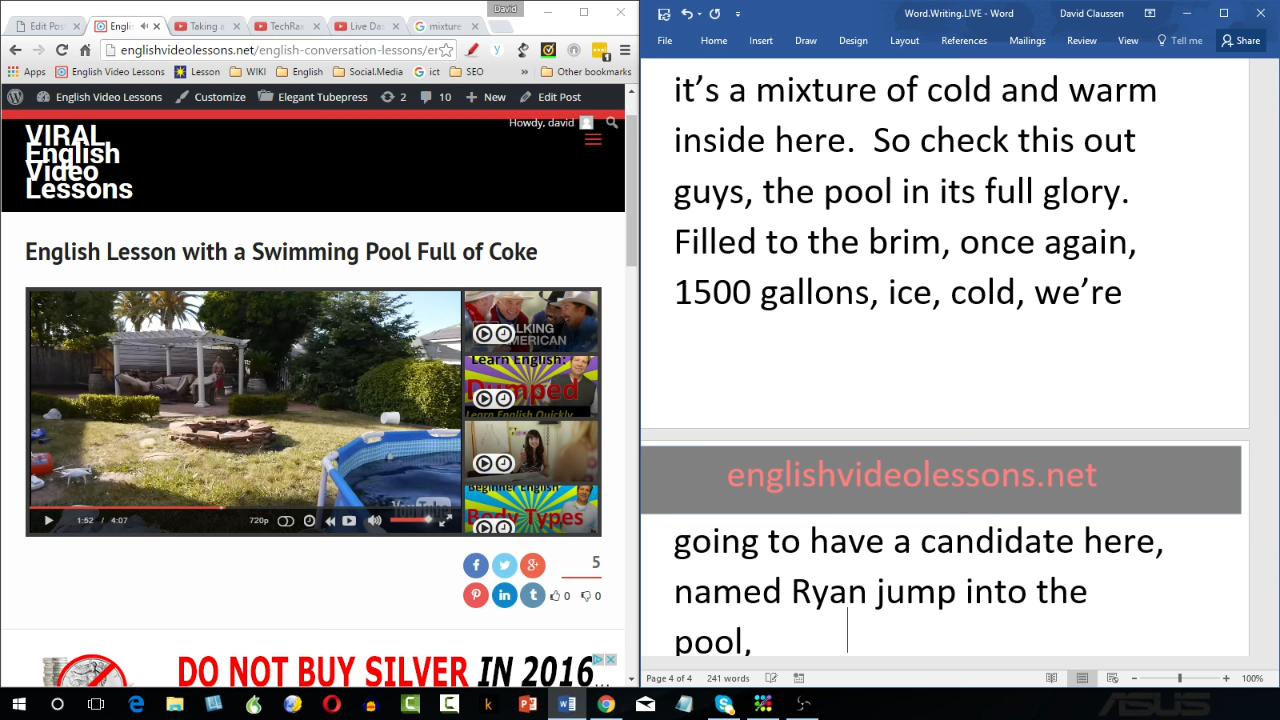 David
Edit Post
Engli
Taking a
TechRax
Live Das
mixture
englishvideolessons.net/english-conversation-lessons/er
Apps
English Video Lessons
Lesson
WIKI
English
Social.Media
ict
SEO
»
Other bookmarks
English Video Lessons
Customize
Elegant Tubepress
2
10
+ New
Edit Post
Howdy, david
VIRAL
English
Video
Lessons
English Lesson with a Swimming Pool Full of Coke
TALKING
AMERICAN
Learn English:
Dumped
Learn English Quickly
Beginner English
Body Types
YouTube
1:52 / 4:07
720p
5
0
0
DO NOT BUY SILVER IN 2016...
Word.Writing.LIVE - Word
David Claussen
File
Home
Insert
Draw
Design
Layout
References
Mailings
Review
View
Tell me
Share
it’s a mixture of cold and warm
inside here. So check this out
guys, the pool in its full glory.
Filled to the brim, once again,
1500 gallons, ice, cold, we’re
englishvideolessons.net
going to have a candidate here,
named Ryan jump into the
pool,
Page 4 of 4
241 words
100%
ASUS